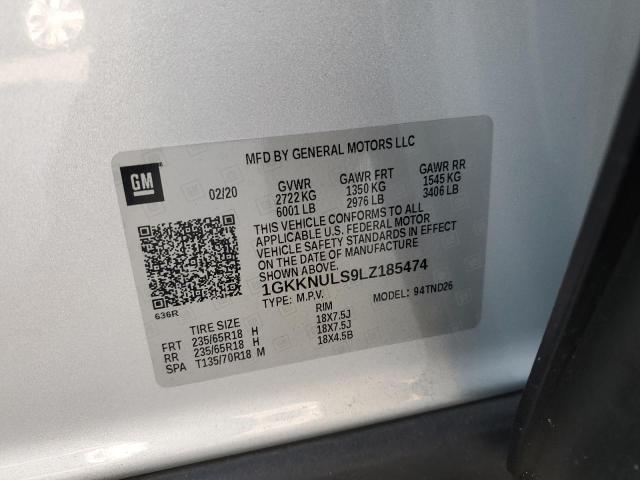 MFD BY GENERAL MOTORS LLC
GM
02/20 GVWR GAWR FRT GAWR RR
2722 KG 1350 KG 1545 KG
6001 LB 2976 LB 3406 LB
THIS VEHICLE CONFORMS TO ALL
APPLICABLE U.S. FEDERAL MOTOR
VEHICLE SAFETY STANDARDS IN EFFECT
ON THE DATE OF MANUFACTURE
SHOWN ABOVE.
1GKKNULS9LZ185474
TYPE: M.P.V. MODEL: 94TND26
636R
TIRE SIZE RIM
FRT 235/65R18 H 18X7.5J
RR 235/65R18 H 18X7.5J
SPA T135/70R18 M 18X4.5B